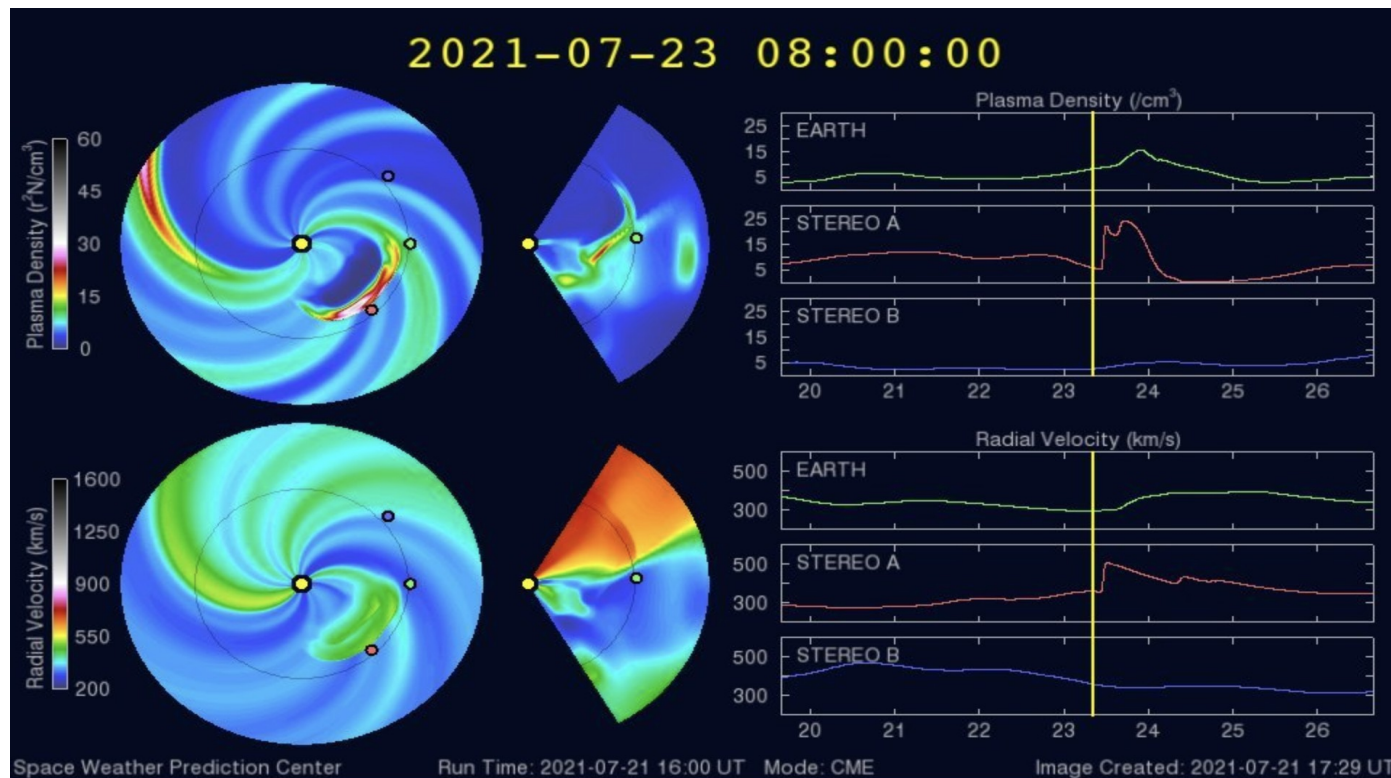 2021-07-23 08:00:00
Plasma Density (r²N/cm³)
60
45
30
15
0
Plasma Density (/cm³)
EARTH
25
15
5
STEREO A
25
15
5
STEREO B
25
15
5
20 21 22 23 24 25 26
Radial Velocity (km/s)
1600
1250
900
550
200
Radial Velocity (km/s)
EARTH
500
300
STEREO A
500
300
STEREO B
500
300
20 21 22 23 24 25 26
Space Weather Prediction Center Run Time: 2021-07-21 16:00 UT Mode: CME Image Created: 2021-07-21 17:29 UT